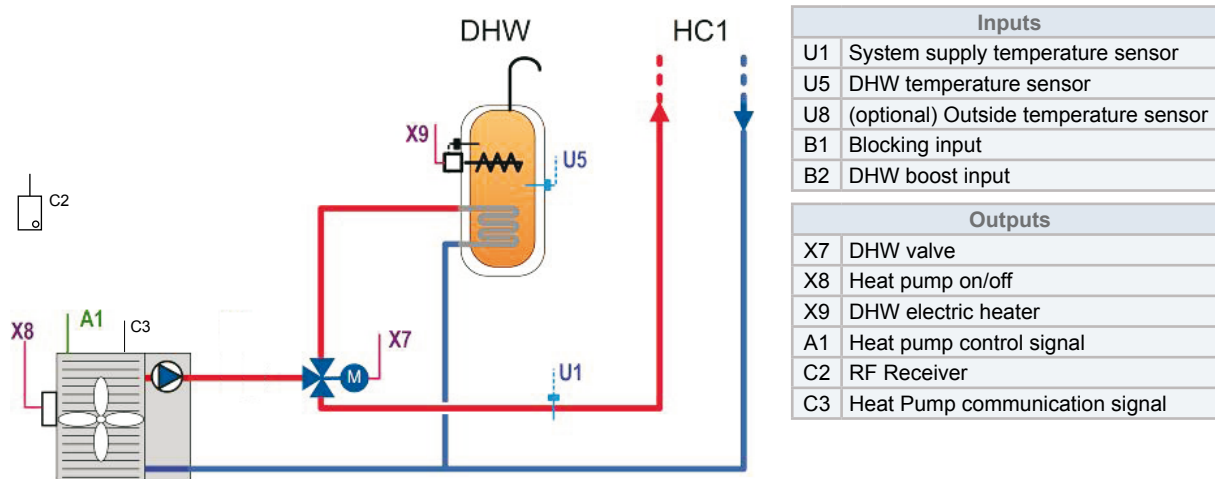 DHW
HC1
X9
U5
C2
X8
A1
C3
X7
M
U1
Inputs
U1 System supply temperature sensor
U5 DHW temperature sensor
U8 (optional) Outside temperature sensor
B1 Blocking input
B2 DHW boost input
Outputs
X7 DHW valve
X8 Heat pump on/off
X9 DHW electric heater
A1 Heat pump control signal
C2 RF Receiver
C3 Heat Pump communication signal